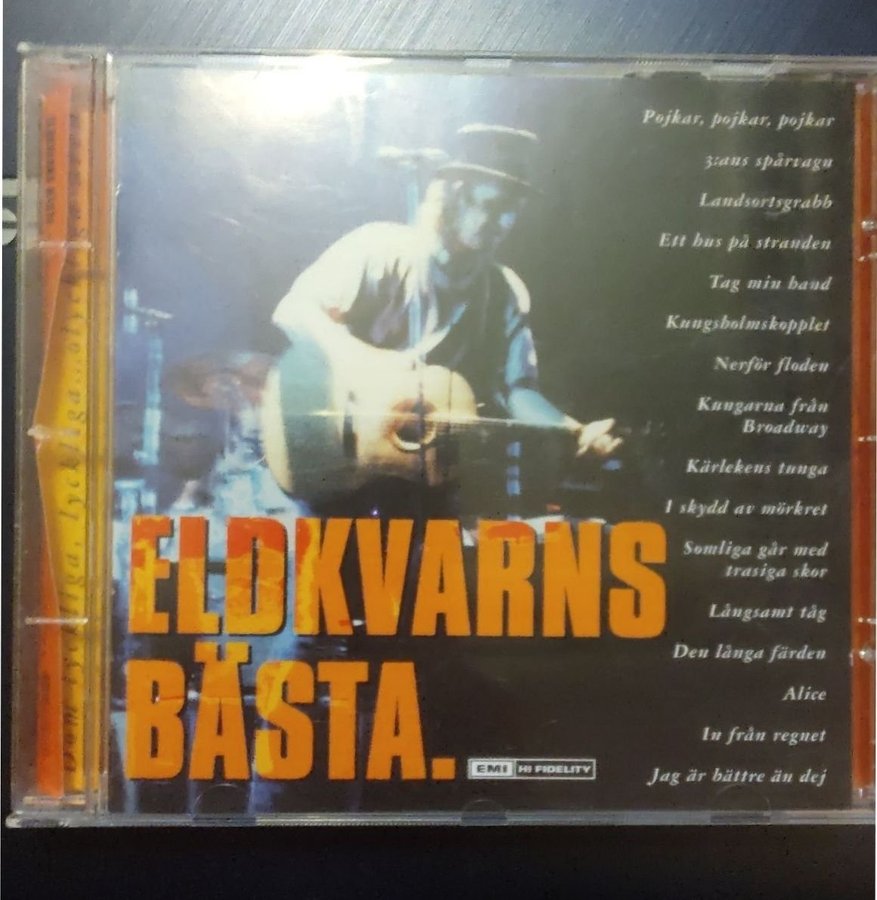 Pojkar, pojkar, pojkar
3:ans spårvagn
Landsortsgrabb
Ett hus på stranden
Tag min hand
Kungsholmskopplet
Nerför floden
Kungarna från
Broadway
Kärlekens tunga
I skydd av mörkret
Somliga går med
trasiga skor
Långsamt tåg
Den långa färden
Alice
In från regnet
Jag är bättre än dej
ELDKVARNS
BÄSTA.
EMI HI FIDELITY
lyckliga, lyckliga...